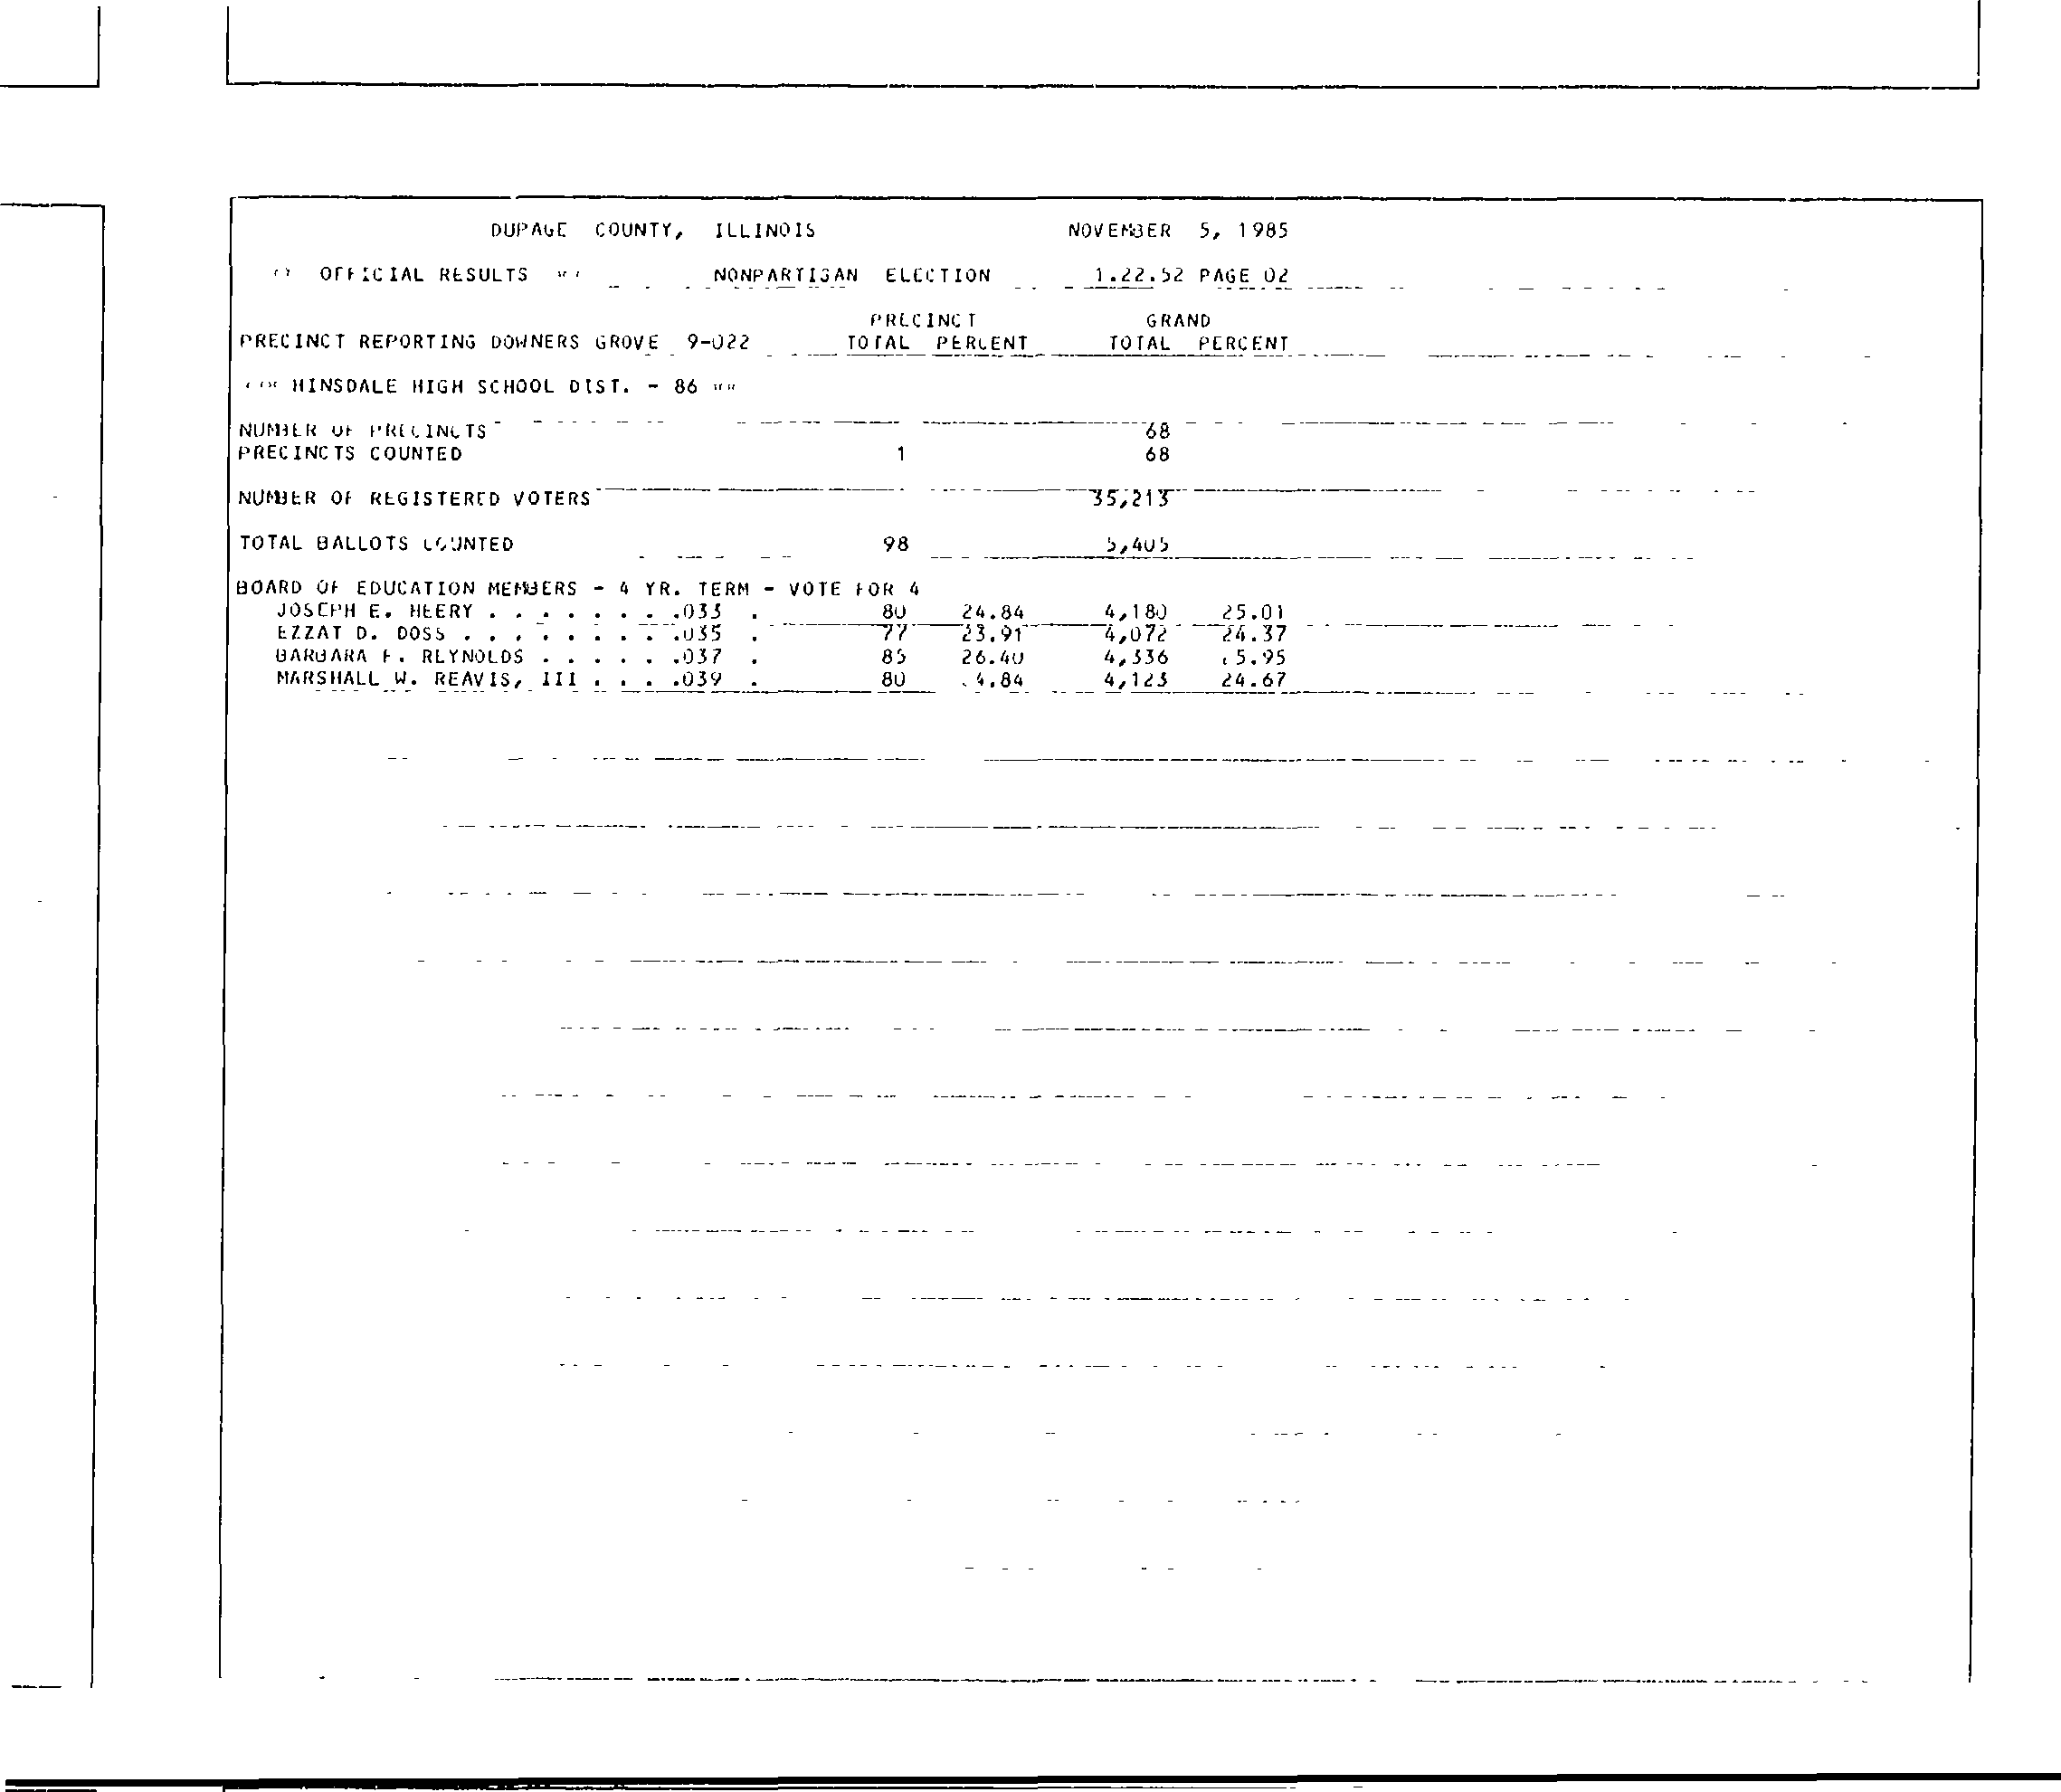 DUPAGE COUNTY, ILLINOIS NOVEMBER 5, 1985
OFFICIAL RESULTS NONPARTISAN ELECTION 1.22.52 PAGE 02
PRECINCT GRAND
PRECINCT REPORTING DOWNERS GROVE 9-022 TOTAL PERCENT TOTAL PERCENT
HINSDALE HIGH SCHOOL DIST. - 86
NUMBER OF PRECINCTS 68
PRECINCTS COUNTED 1 68
NUMBER OF REGISTERED VOTERS 35,213
TOTAL BALLOTS COUNTED 98 5,405
BOARD OF EDUCATION MEMBERS - 4 YR. TERM - VOTE FOR 4
JOSEPH E. HEERY . . . . . . . .033 . 80 24.84 4,180 25.01
EZZAT D. DOSS . . . . . . . . .035 . 77 23.91 4,072 24.37
BARBARA F. REYNOLDS . . . . . .037 . 85 26.40 4,336 25.95
MARSHALL W. REAVIS, III . . . .039 . 80 24.84 4,123 24.67